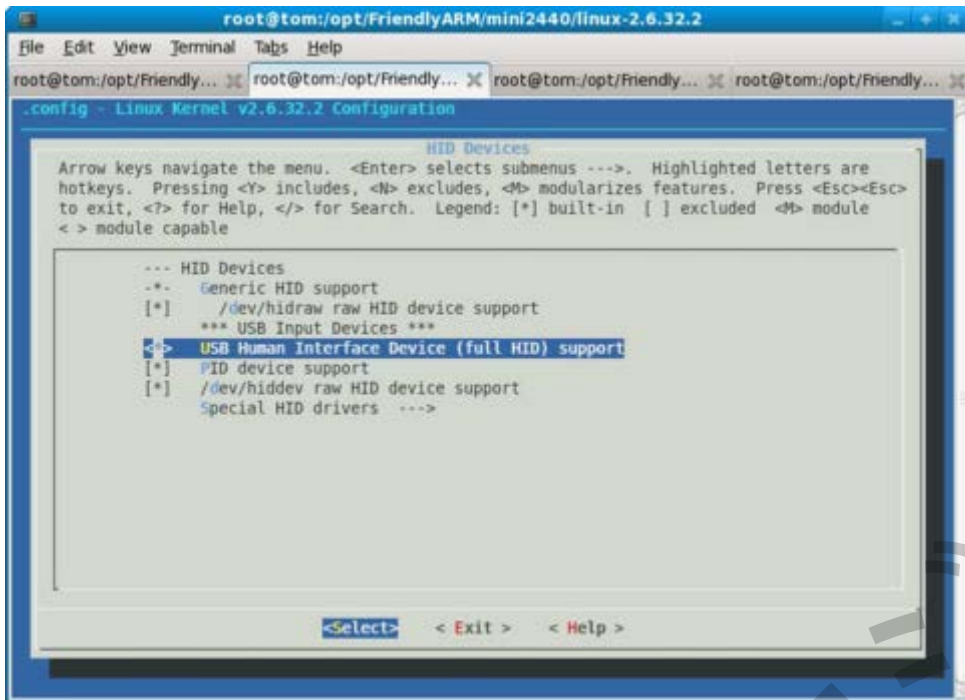 root@tom:/opt/FriendlyARM/mini2440/linux-2.6.32.2
File Edit View Terminal Tabs Help
root@tom:/opt/Friendly... root@tom:/opt/Friendly... root@tom:/opt/Friendly... root@tom:/opt/Friendly...
.config - Linux Kernel v2.6.32.2 Configuration
HID Devices
Arrow keys navigate the menu. <Enter> selects submenus --->. Highlighted letters are
hotkeys. Pressing <Y> includes, <N> excludes, <M> modularizes features. Press <Esc><Esc>
to exit, <?> for Help, </> for Search. Legend: [*] built-in [ ] excluded <M> module
< > module capable
--- HID Devices
-*- Generic HID support
[*] /dev/hidraw raw HID device support
*** USB Input Devices ***
<*> USB Human Interface Device (full HID) support
[*] PID device support
[*] /dev/hiddev raw HID device support
Special HID drivers --->
<Select> < Exit > < Help >